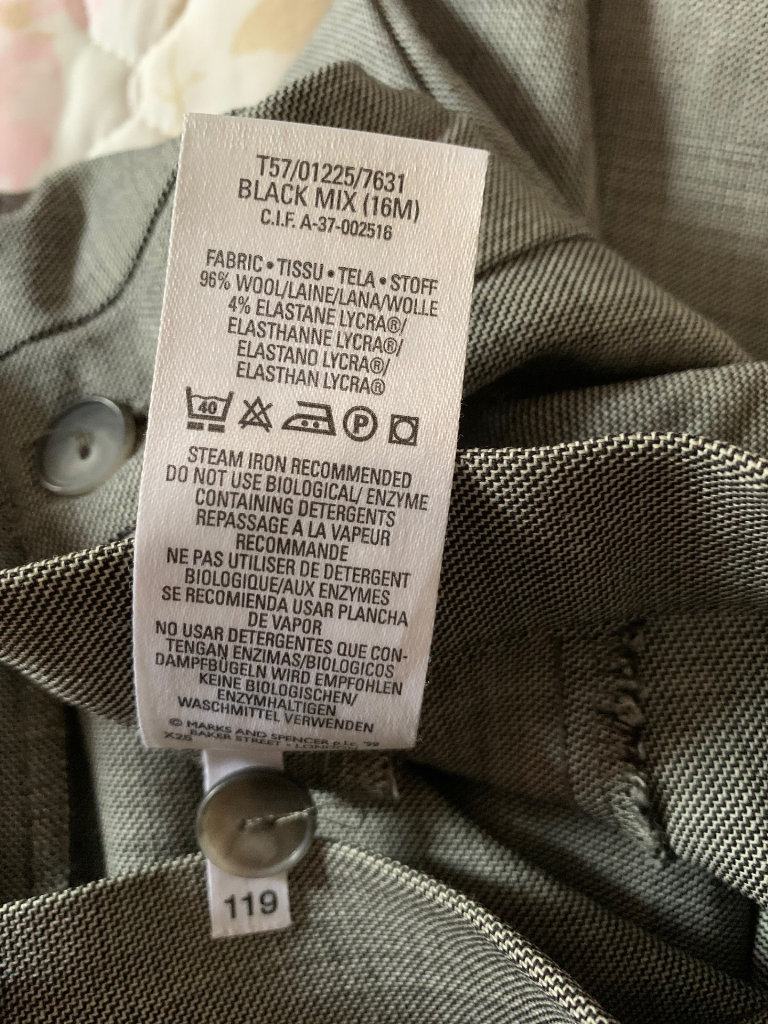 T57/01225/7631
BLACK MIX (16M)
C.I.F. A-37-002516
FABRIC • TISSU • TELA • STOFF
96% WOOL/LAINE/LANA/WOLLE
4% ELASTANE LYCRA®/
ELASTHANNE LYCRA®/
ELASTANO LYCRA®/
ELASTHAN LYCRA®
40 P
STEAM IRON RECOMMENDED
DO NOT USE BIOLOGICAL/ ENZYME
CONTAINING DETERGENTS
REPASSAGE A LA VAPEUR
RECOMMANDE
NE PAS UTILISER DE DETERGENT
BIOLOGIQUE/AUX ENZYMES
SE RECOMIENDA USAR PLANCHA
DE VAPOR
NO USAR DETERGENTES QUE CON-
TENGAN ENZIMAS/BIOLOGICOS
DAMPFBÜGELN WIRD EMPFOHLEN
KEINE BIOLOGISCHEN/
ENZYMHALTIGEN
WASCHMITTEL VERWENDEN
© MARKS AND SPENCER p.l.c. '99
X26 BAKER STREET •
119